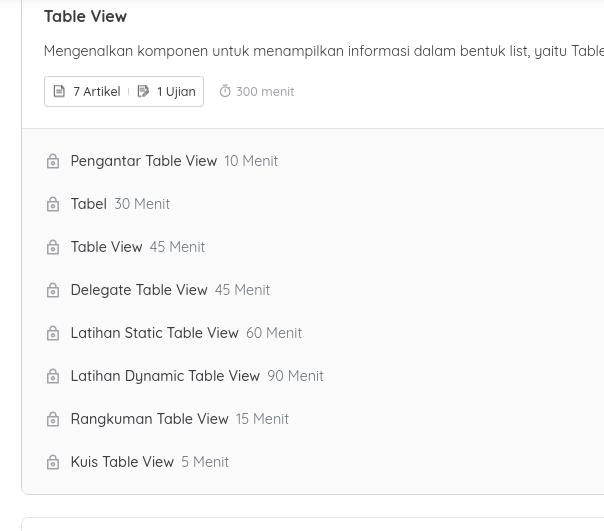 Table View
Mengenalkan komponen untuk menampilkan informasi dalam bentuk list, yaitu Table
7 Artikel 1 Ujian 300 menit
Pengantar Table View 10 Menit
Tabel 30 Menit
Table View 45 Menit
Delegate Table View 45 Menit
Latihan Static Table View 60 Menit
Latihan Dynamic Table View 90 Menit
Rangkuman Table View 15 Menit
Kuis Table View 5 Menit